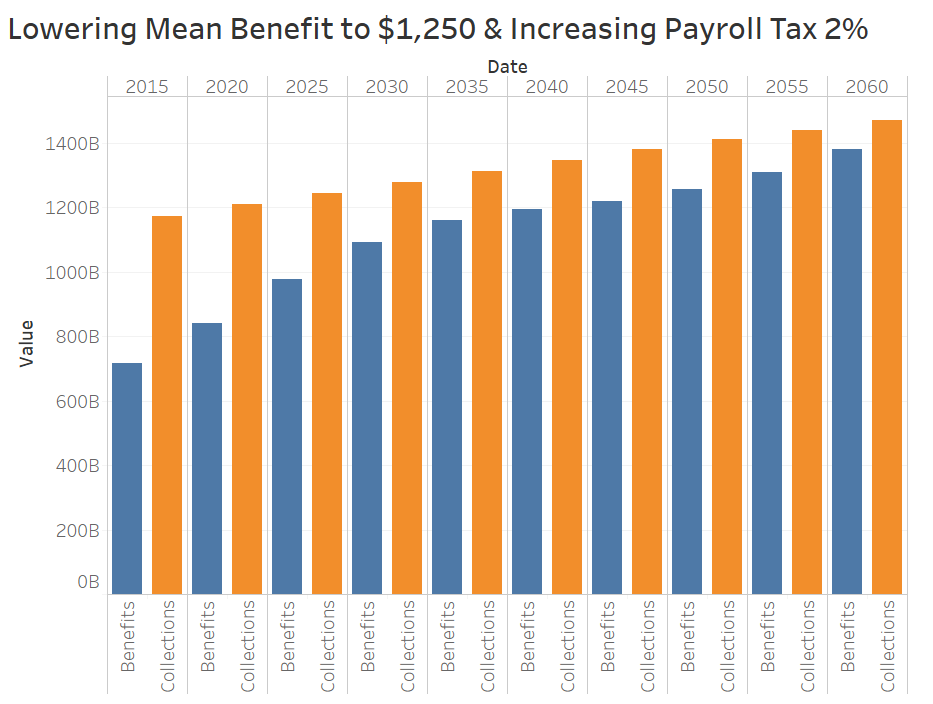 Lowering Mean Benefit to $1,250 & Increasing Payroll Tax 2%
Date
2015 2020 2025 2030 2035 2040 2045 2050 2055 2060
Value
1400B
1200B
1000B
800B
600B
400B
200B
0B
Benefits Collections Benefits Collections Benefits Collections Benefits Collections Benefits Collections Benefits Collections Benefits Collections Benefits Collections Benefits Collections Benefits Collections